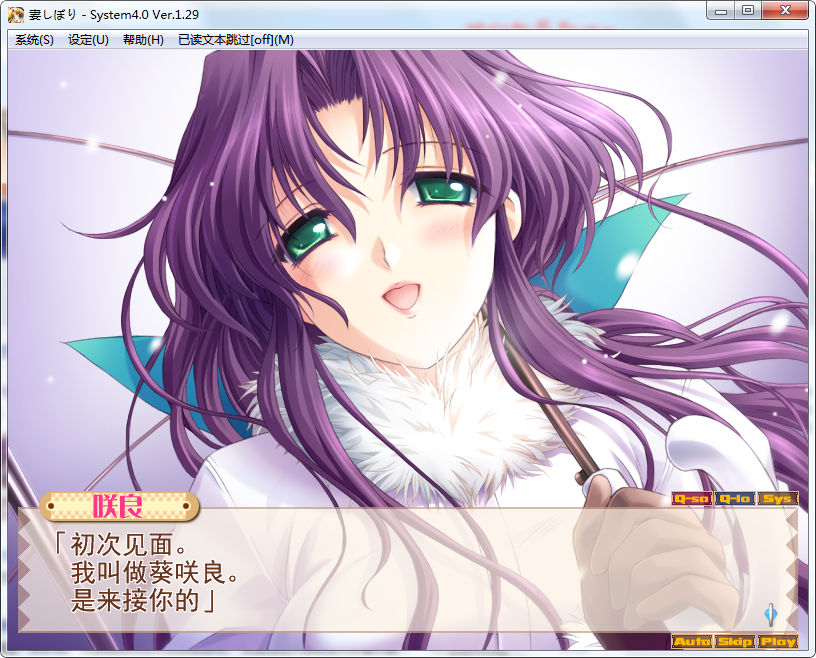 妻しぼり - System4.0 Ver.1.29
系统(S) 设定(U) 帮助(H) 已读文本跳过[off](M)
Q-sa Q-lo Sys
咲良
「初次见面。
我叫做葵咲良。
是来接你的」
Auto Skip Play